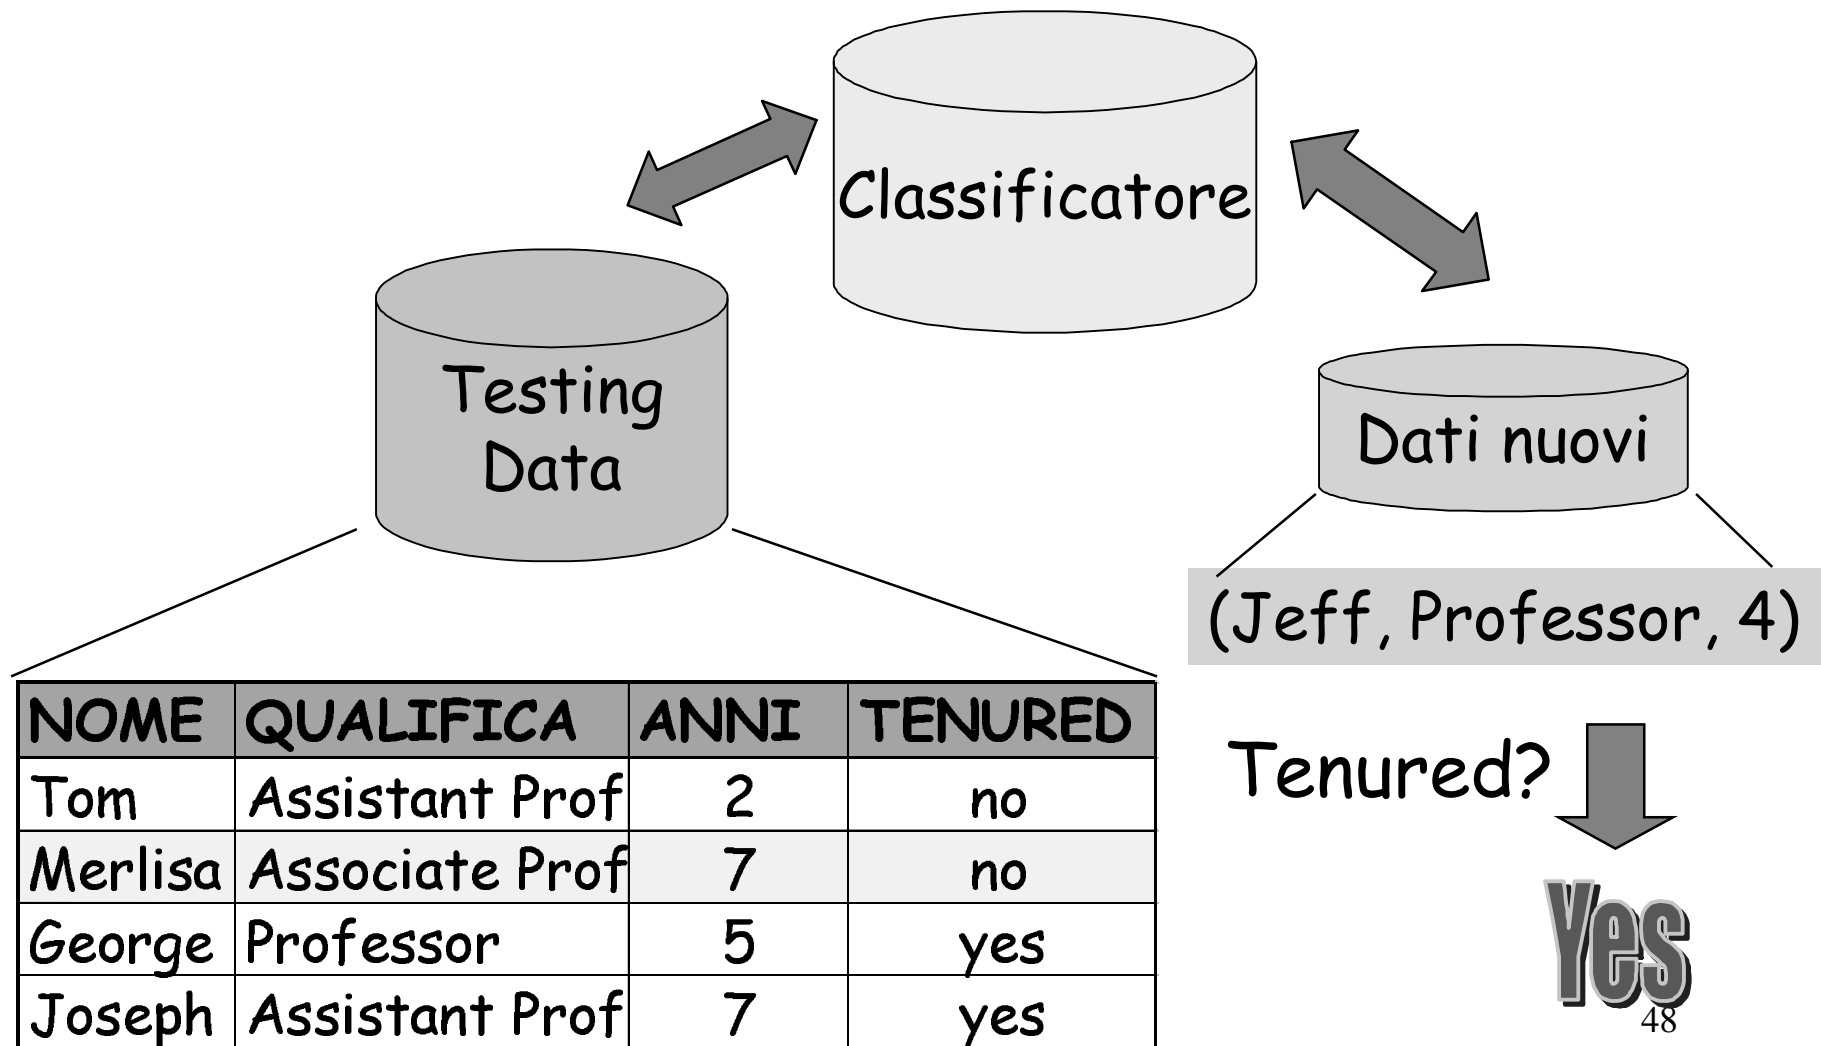 Classificatore
Testing
Data
Dati nuovi
(Jeff, Professor, 4)
NOME QUALIFICA ANNI TENURED
Tom Assistant Prof 2 no
Merlisa Associate Prof 7 no
George Professor 5 yes
Joseph Assistant Prof 7 yes
Tenured?
Yes
48